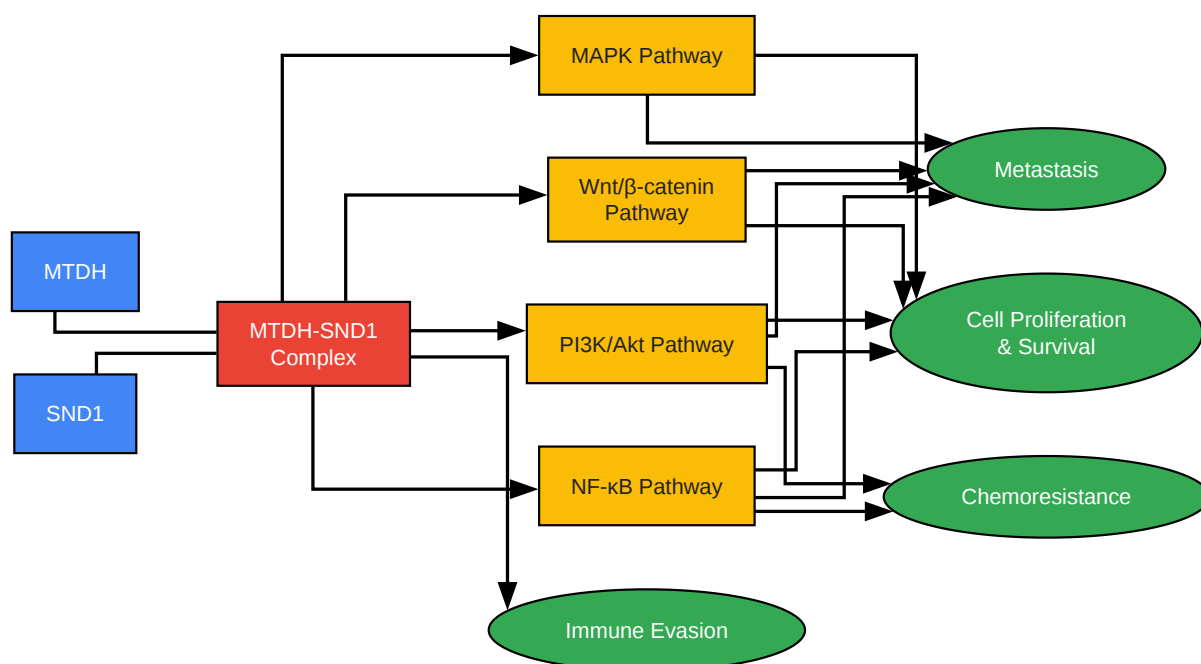 MAPK Pathway
Metastasis
Wnt/β-catenin
Pathway
MTDH
MTDH-SND1
Complex
PI3K/Akt Pathway
Cell Proliferation
& Survival
SND1
NF-κB Pathway
Chemoresistance
Immune Evasion